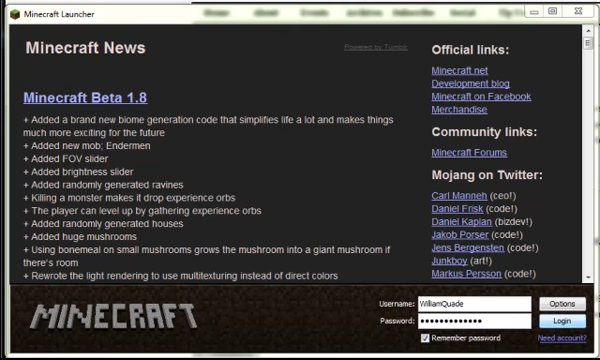 Minecraft Launcher
Minecraft News
Powered by Tumblr
Minecraft Beta 1.8
+ Added a brand new biome generation code that simplifies life a lot and makes things
much more exciting for the future
+ Added new mob; Endermen
+ Added FOV slider
+ Added brightness slider
+ Added randomly generated ravines
+ Killing a monster makes it drop experience orbs
+ The player can level up by gathering experience orbs
+ Added randomly generated houses
+ Added huge mushrooms
+ Using bonemeal on small mushrooms grows the mushroom into a giant mushroom if
there's room
+ Rewrote the light rendering to use multitexturing instead of direct colors
Official links:
Minecraft.net
Development blog
Minecraft on Facebook
Merchandise
Community links:
Minecraft Forums
Mojang on Twitter:
Carl Manneh (ceo!)
Daniel Frisk (code!)
Daniel Kaplan (bizdev!)
Jakob Porser (code!)
Jens Bergensten (code!)
Junkboy (art!)
Markus Persson (code!)
MINECRAFT
Username: WilliamQuade Options
Password: ••••••••••••• Login
Remember password Need account?